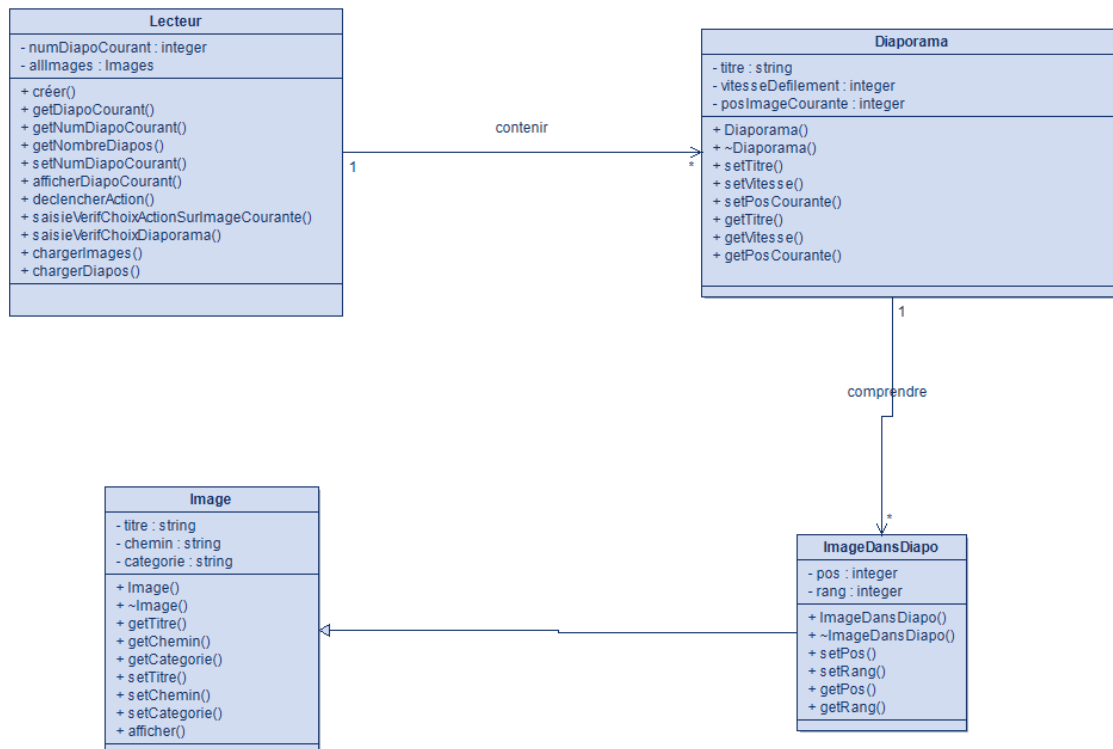 Lecteur
- numDiapoCourant : integer
- allImages : Images
+ créer()
+ getDiapoCourant()
+ getNumDiapoCourant()
+ getNombreDiapos()
+ setNumDiapoCourant()
+ afficherDiapoCourant()
+ declencherAction()
+ saisieVerifChoixActionSurImageCourante()
+ saisieVerifChoixDiaporama()
+ chargerImages()
+ chargerDiapos()
contenir
1
*
Diaporama
- titre : string
- vitesseDefilement : integer
- posImageCourante : integer
+ Diaporama()
+ ~Diaporama()
+ setTitre()
+ setVitesse()
+ setPosCourante()
+ getTitre()
+ getVitesse()
+ getPosCourante()
1
comprendre
*
Image
- titre : string
- chemin : string
- categorie : string
+ Image()
+ ~Image()
+ getTitre()
+ getChemin()
+ getCategorie()
+ setTitre()
+ setChemin()
+ setCategorie()
+ afficher()
ImageDansDiapo
- pos : integer
- rang : integer
+ ImageDansDiapo()
+ ~ImageDansDiapo()
+ setPos()
+ setRang()
+ getPos()
+ getRang()